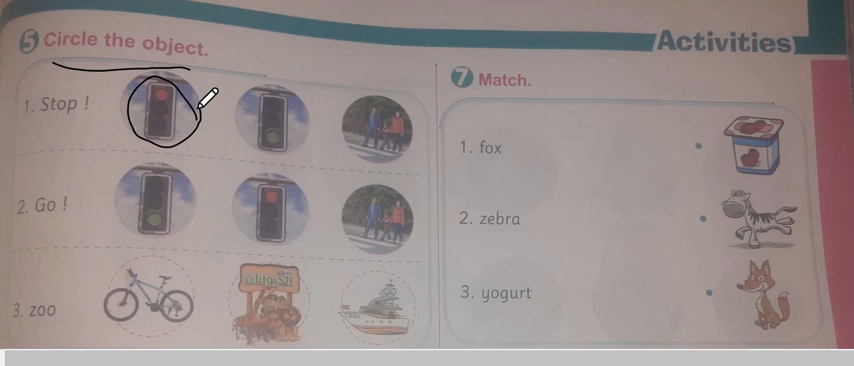 Activities
5 Circle the object.
1. Stop !
2. Go !
3. zoo
الحيوانات
7 Match.
1. fox
2. zebra
3. yogurt